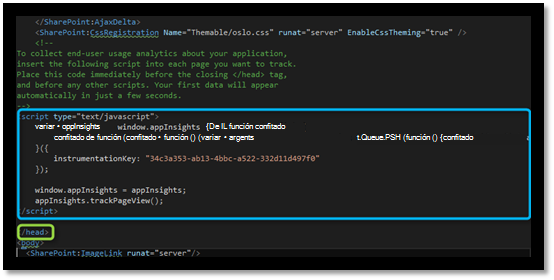 </SharePoint:AjaxDelta>
<SharePoint:CssRegistration Name="Themable/oslo.css" runat="server" EnableCssTheming="true" />
<!--
To collect end-user usage analytics about your application,
insert the following script into each page you want to track.
Place this code immediately before the closing </head> tag,
and before any other scripts. Your first data will appear
automatically in just a few seconds.
-->
script type="text/javascript">
variar • oppInsights window.appInsights {De IL función confitado
confitado de función (confitado • función () (variar • argents t.Queue.PSH (función () {confitado a
}({
instrumentationKey: "34c3a353-ab13-4bbc-a522-332d11d497f0"
});
window.appInsights = appInsights;
appInsights.trackPageView();
</script>
/head>
<body>
<SharePoint:ImageLink runat="server"/>